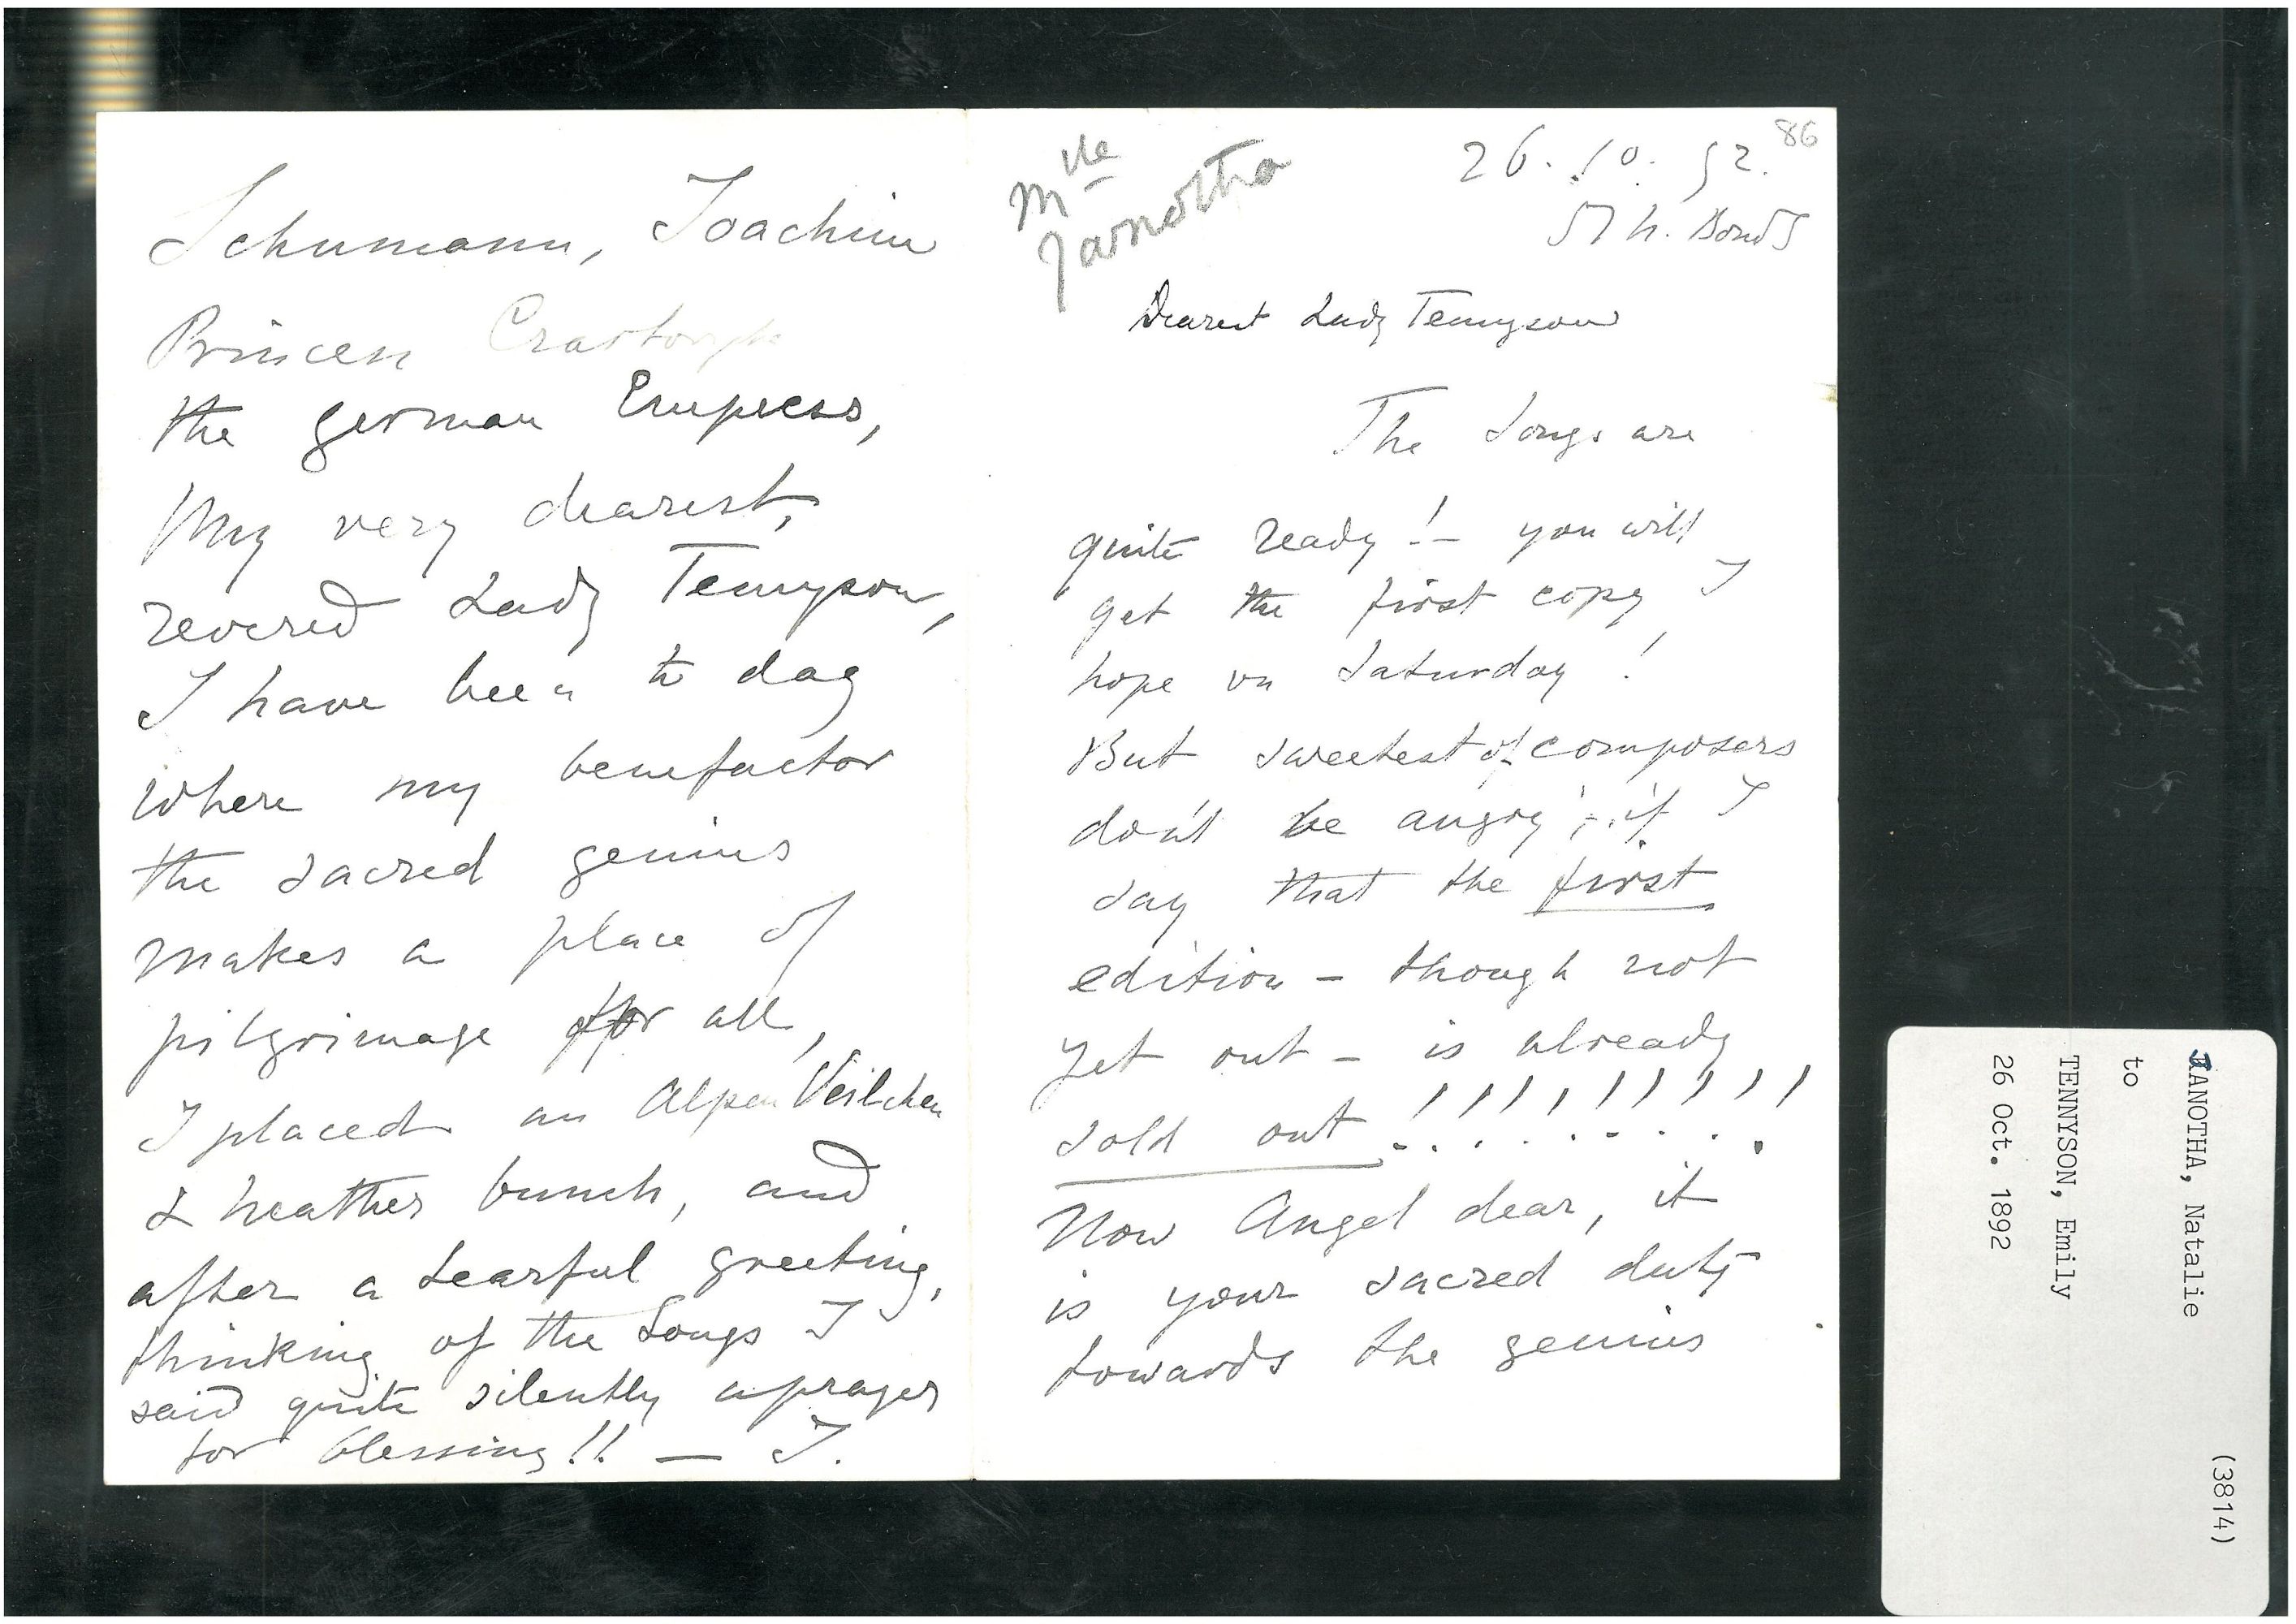 86
Mlle
Janotha
26. 10. 92.
57 N. Bond S
Dearest Lady Tennyson
The Songs are
quite ready! – you will
get the first copy I
hope on Saturday!
But sweetest of composers
don't be angry, if I
say that the first
edition – though not
yet out – is already
sold out !!!!!!!!!
Now Angel dear, it
is your sacred duty
towards the genius
Schumann, Joachim
Princess
the german Empress,
My very dearest,
revered Lady Tennyson,
I have been to day
where my benefactor
the sacred genius
makes a place of
pilgrimage for all,
I placed an Alpen Veilchen
& heather bunch, and
after a tearful greeting,
thinking of the Songs I
said quite silently a prayer
for blessing!! — J.
JANOTHA, Natalie (3814)
to
TENNYSON, Emily
26 Oct. 1892